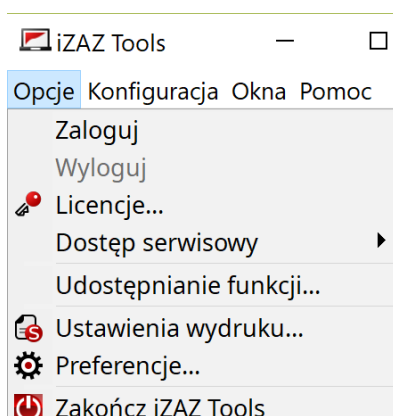 iZAZ Tools
Opcje Konfiguracja Okna Pomoc
Zaloguj
Wyloguj
Licencje...
Dostęp serwisowy
Udostępnianie funkcji...
Ustawienia wydruku...
Preferencje...
Zakończ iZAZ Tools